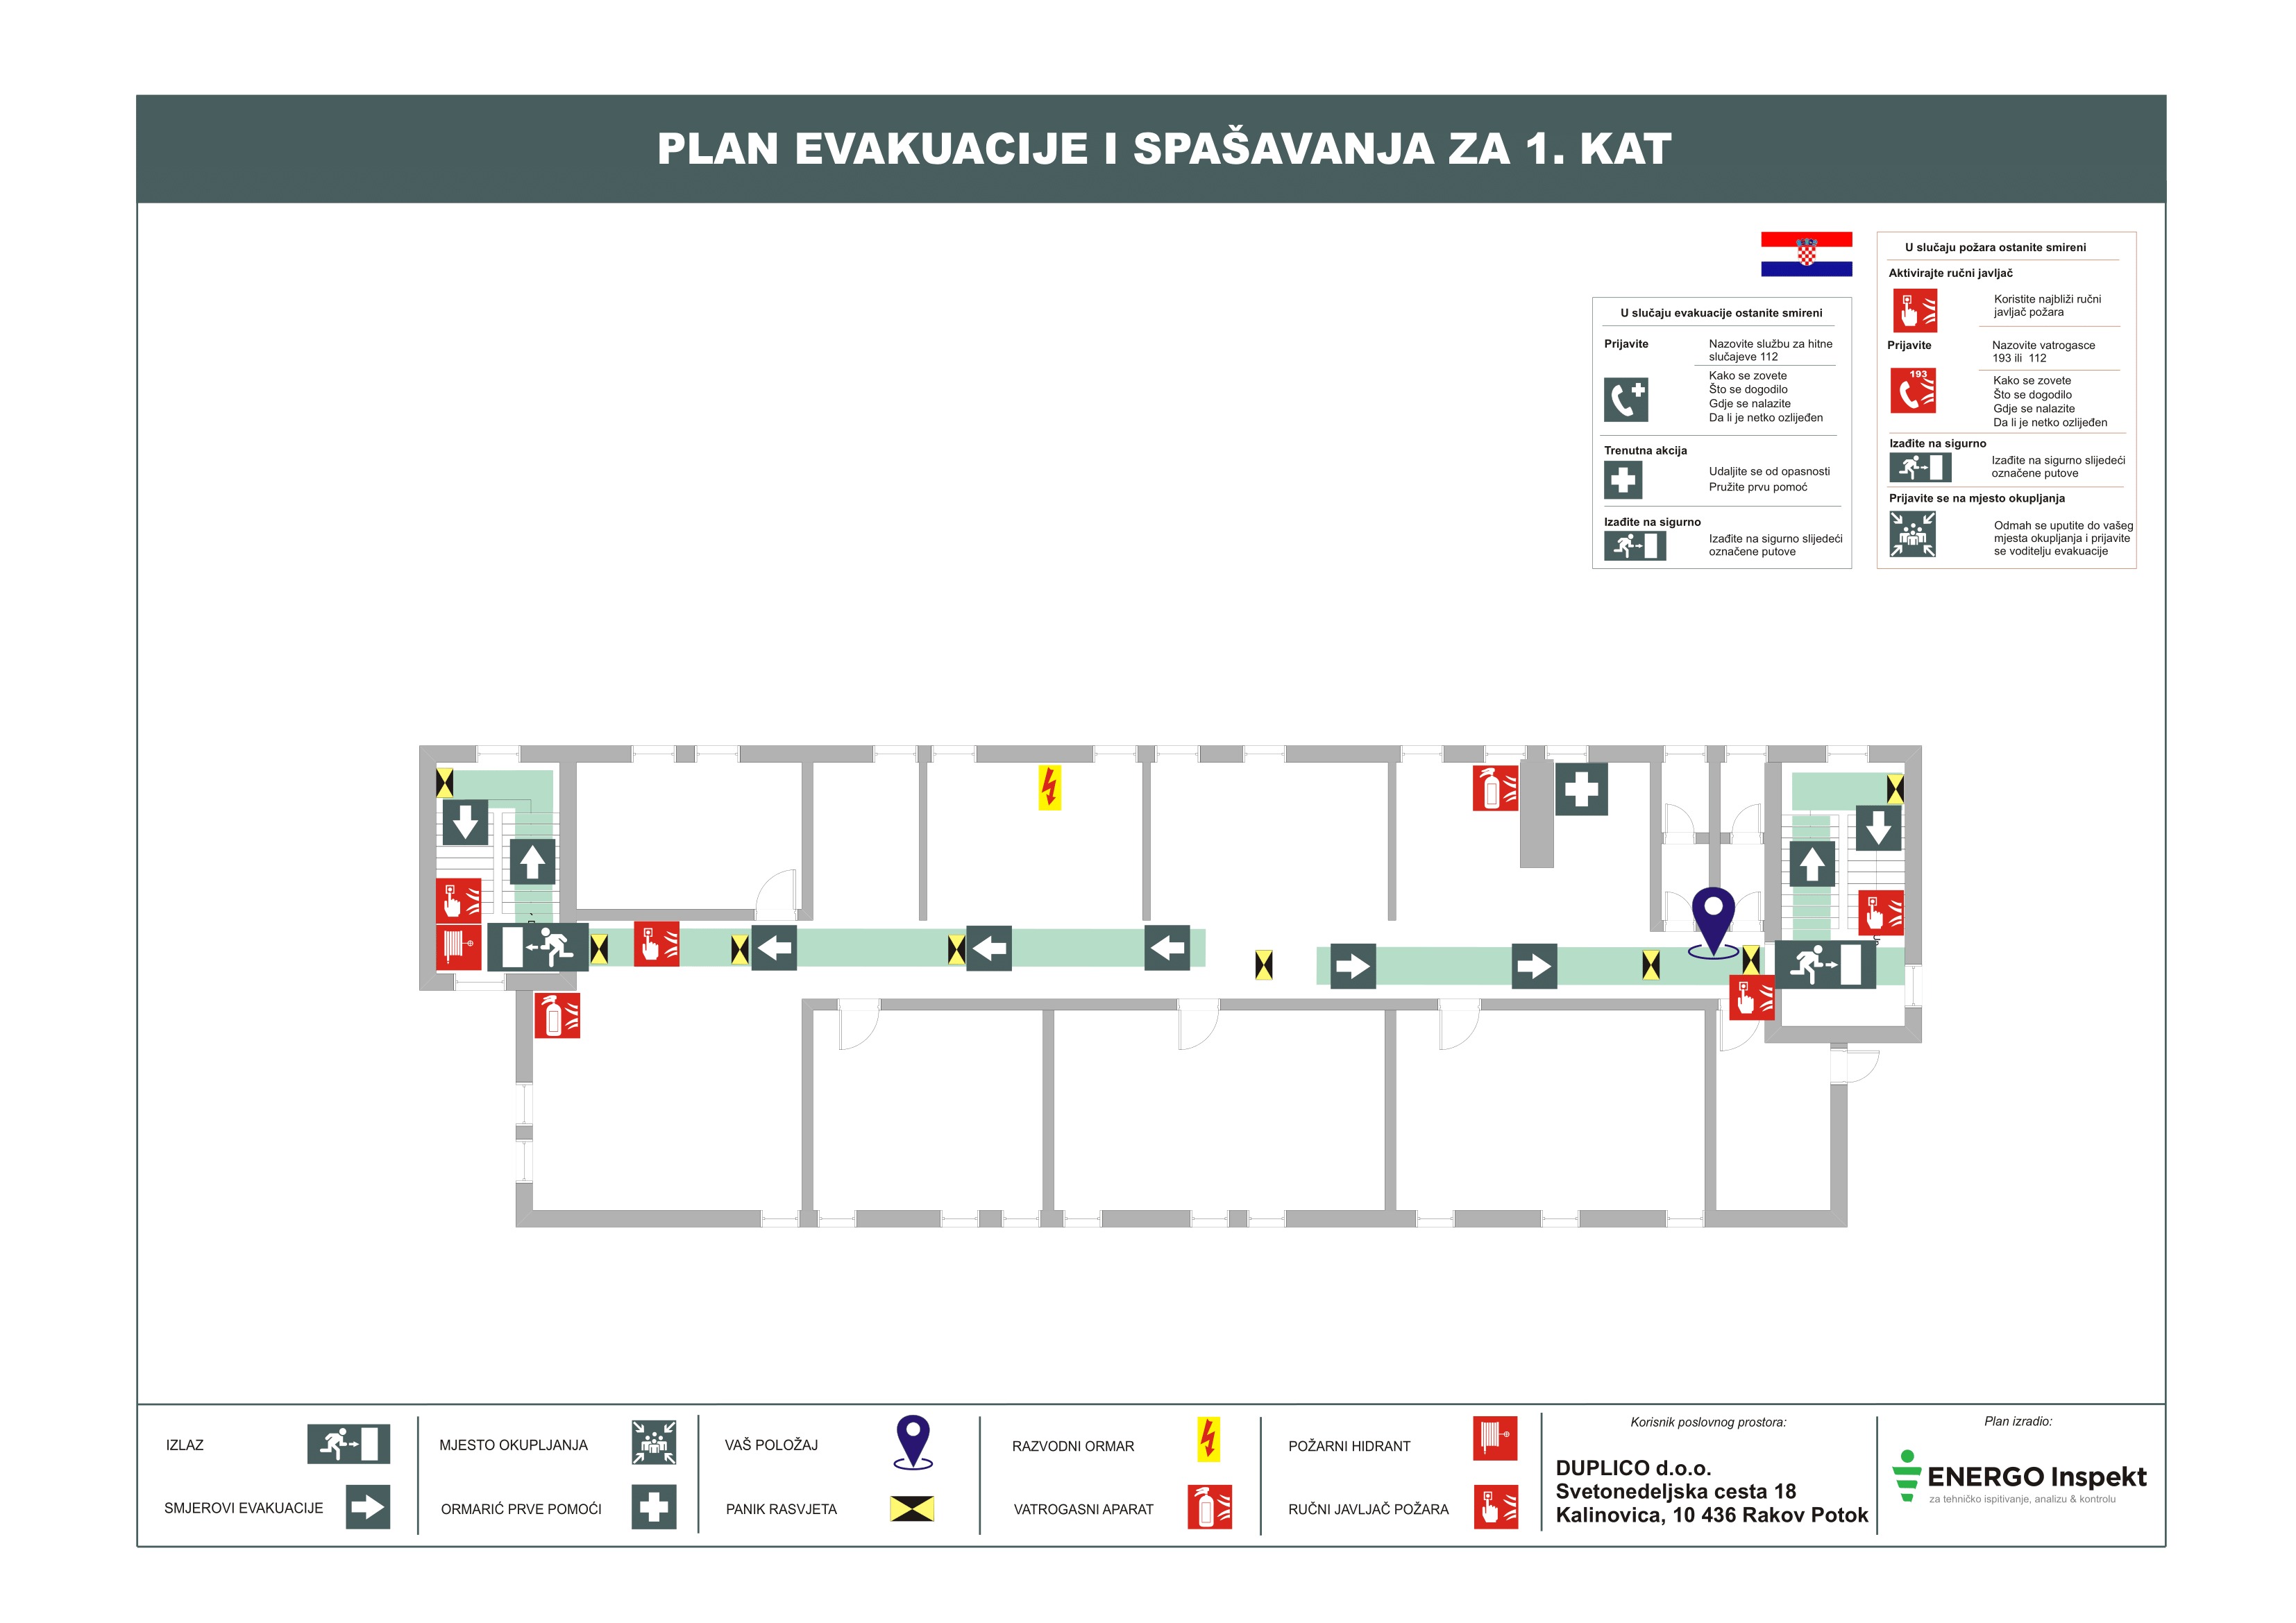 PLAN EVAKUACIJE I SPAŠAVANJA ZA 1. KAT
U slučaju evakuacije ostanite smireni
Prijavite
Nazovite službu za hitne
slučajeve 112
Kako se zovete
Što se dogodilo
Gdje se nalazite
Da li je netko ozlijeđen
Trenutna akcija
Udaljite se od opasnosti
Pružite prvu pomoć
Izađite na sigurno
Izađite na sigurno slijedeći
označene putove
U slučaju požara ostanite smireni
Aktivirajte ručni javljač
Koristite najbliži ručni
javljač požara
Prijavite
Nazovite vatrogasce
193 ili 112
193
Kako se zovete
Što se dogodilo
Gdje se nalazite
Da li je netko ozlijeđen
Izađite na sigurno
Izađite na sigurno slijedeći
označene putove
Prijavite se na mjesto okupljanja
Odmah se uputite do vašeg
mjesta okupljanja i prijavite
se voditelju evakuacije
IZLAZ
SMJEROVI EVAKUACIJE
MJESTO OKUPLJANJA
ORMARIĆ PRVE POMOĆI
VAŠ POLOŽAJ
PANIK RASVJETA
RAZVODNI ORMAR
VATROGASNI APARAT
POŽARNI HIDRANT
RUČNI JAVLJAČ POŽARA
Korisnik poslovnog prostora:
DUPLICO d.o.o.
Svetonedeljska cesta 18
Kalinovica, 10 436 Rakov Potok
Plan izradio:
ENERGO Inspekt
za tehničko ispitivanje, analizu & kontrolu